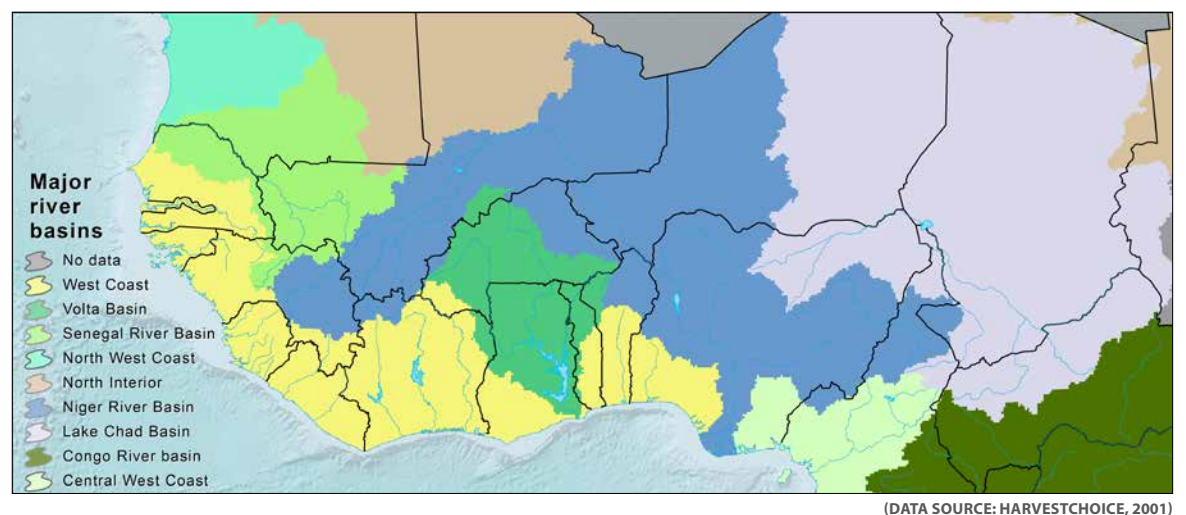 Major
river
basins
No data
West Coast
Volta Basin
Senegal River Basin
North West Coast
North Interior
Niger River Basin
Lake Chad Basin
Congo River basin
Central West Coast
(DATA SOURCE: HARVESTCHOICE, 2001)